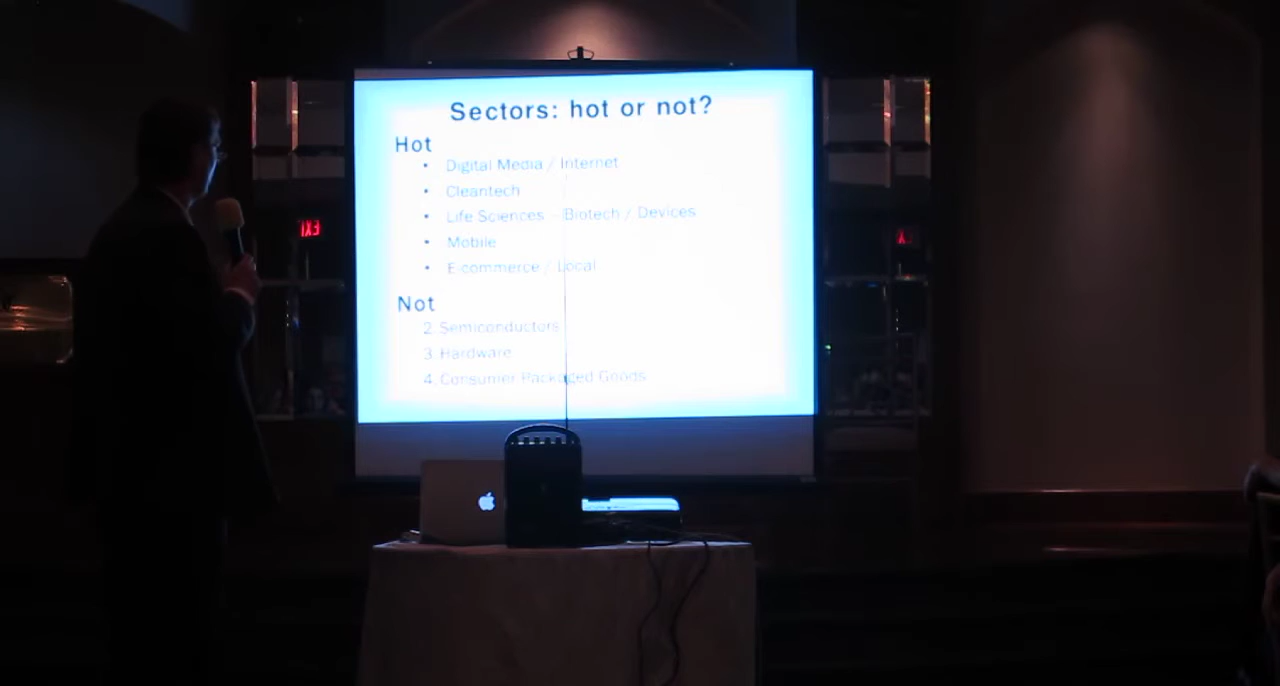 Sectors: hot or not?
Hot
• Digital Media / Internet
• Cleantech
• Life Sciences - Biotech / Devices
• Mobile
• E-commerce / Local
Not
2. Semiconductors
3. Hardware
4. Consumer Packaged Goods
EXIT